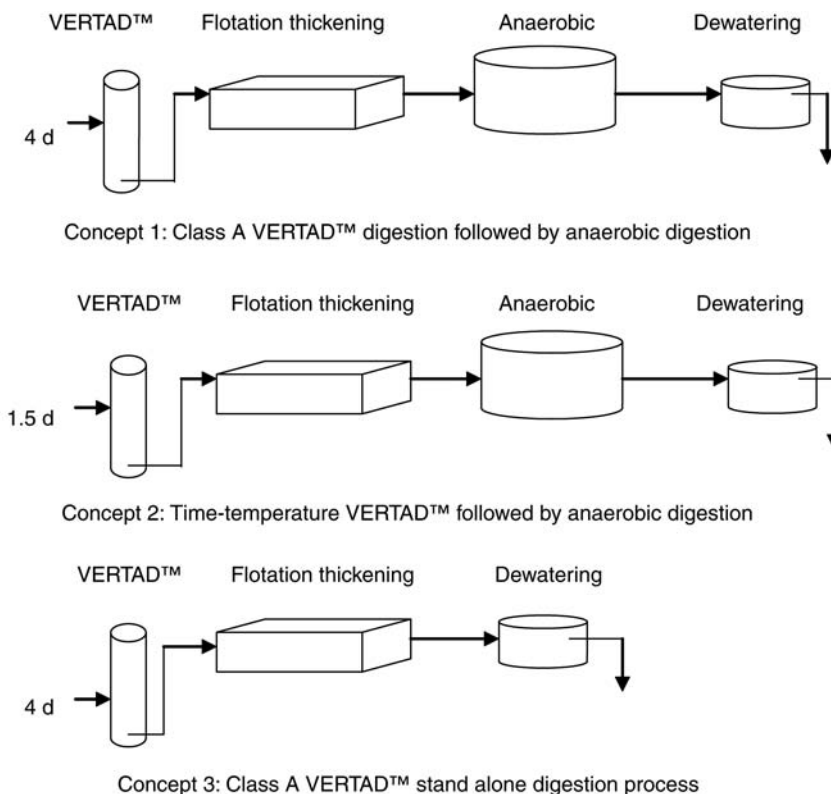 VERTAD™ Flotation thickening Anaerobic Dewatering
4 d
Concept 1: Class A VERTAD™ digestion followed by anaerobic digestion
VERTAD™ Flotation thickening Anaerobic Dewatering
1.5 d
Concept 2: Time-temperature VERTAD™ followed by anaerobic digestion
VERTAD™ Flotation thickening Dewatering
4 d
Concept 3: Class A VERTAD™ stand alone digestion process